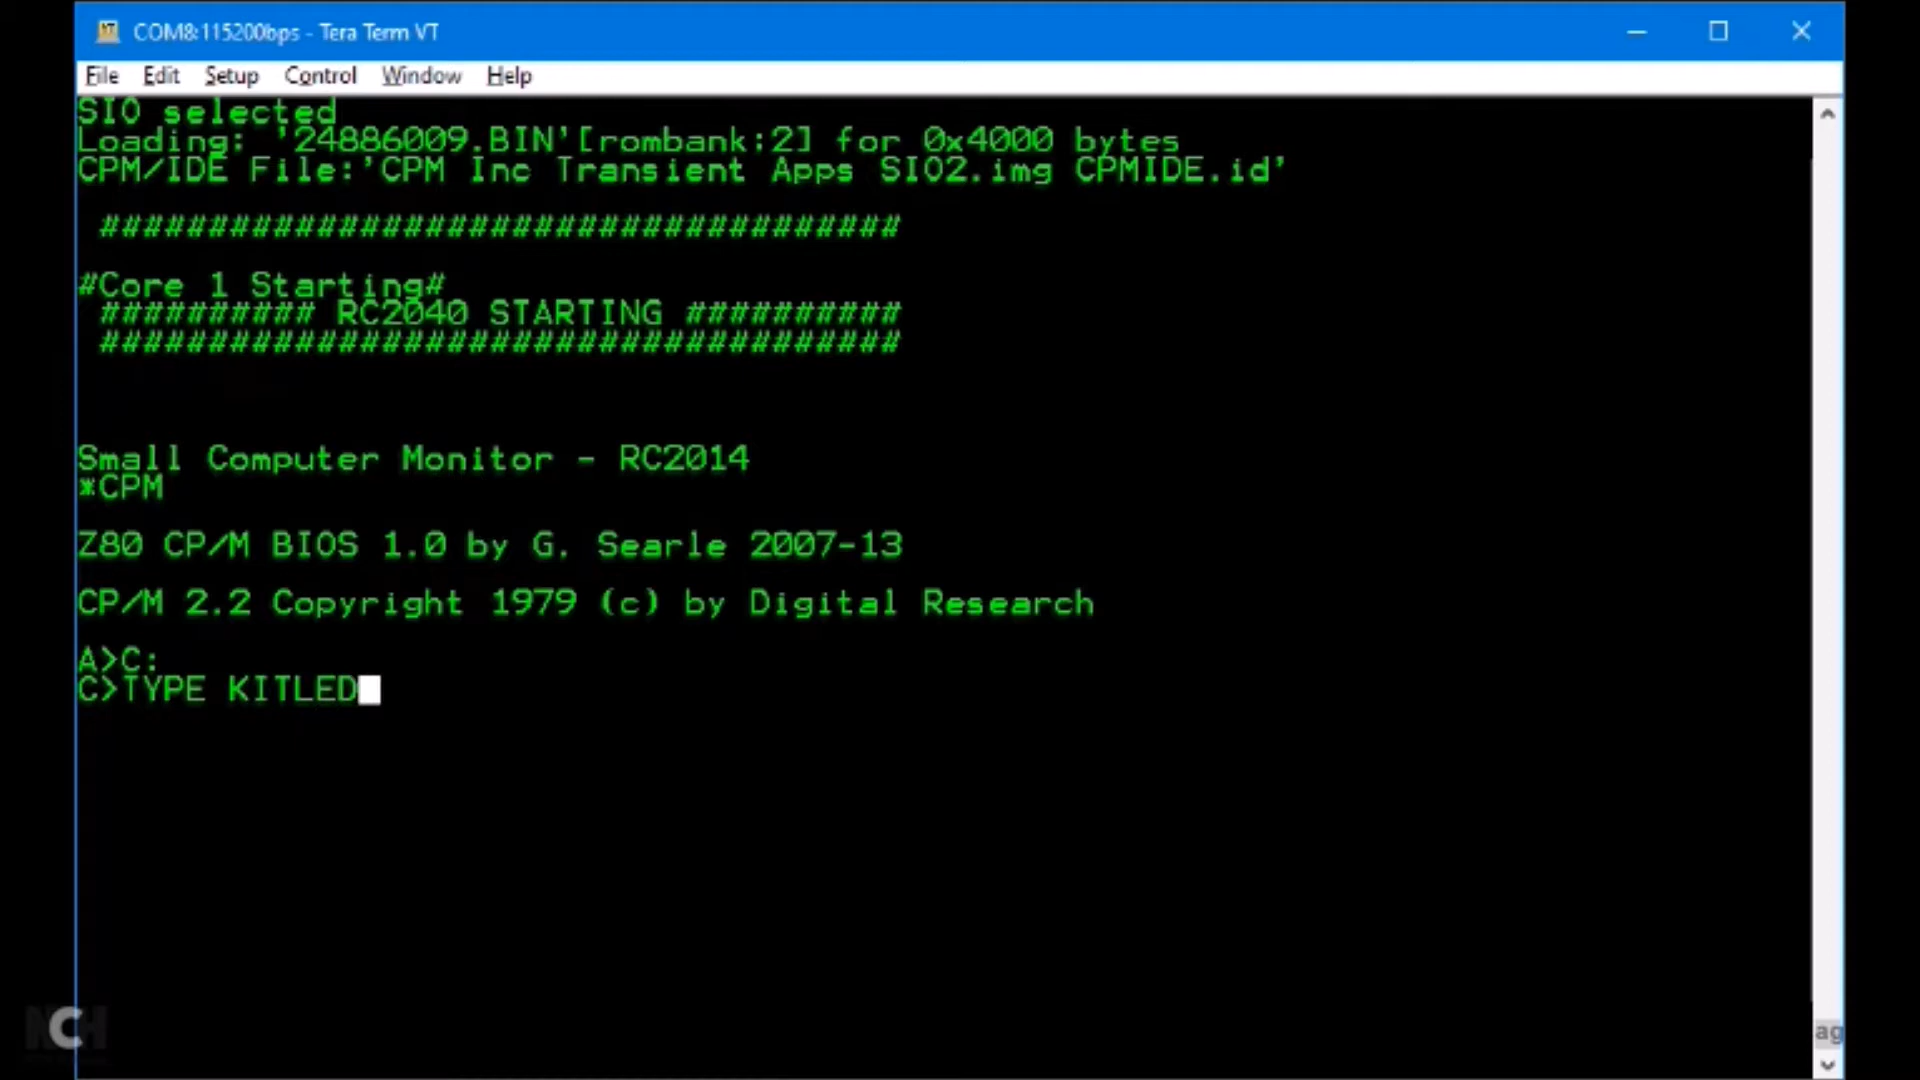 COM8:115200bps - Tera Term VT
File Edit Setup Control Window Help
SIO selected
Loading: '24886009.BIN'[rombank:2] for 0x4000 bytes
CPM/IDE File:'CPM Inc Transient Apps SIO2.img CPMIDE.id'
#####################################
#Core 1 Starting#
########## RC2040 STARTING ##########
#####################################
Small Computer Monitor - RC2014
*CPM
Z80 CP/M BIOS 1.0 by G. Searle 2007-13
CP/M 2.2 Copyright 1979 (c) by Digital Research
A>C:
C>TYPE KITLED
NCH
ag